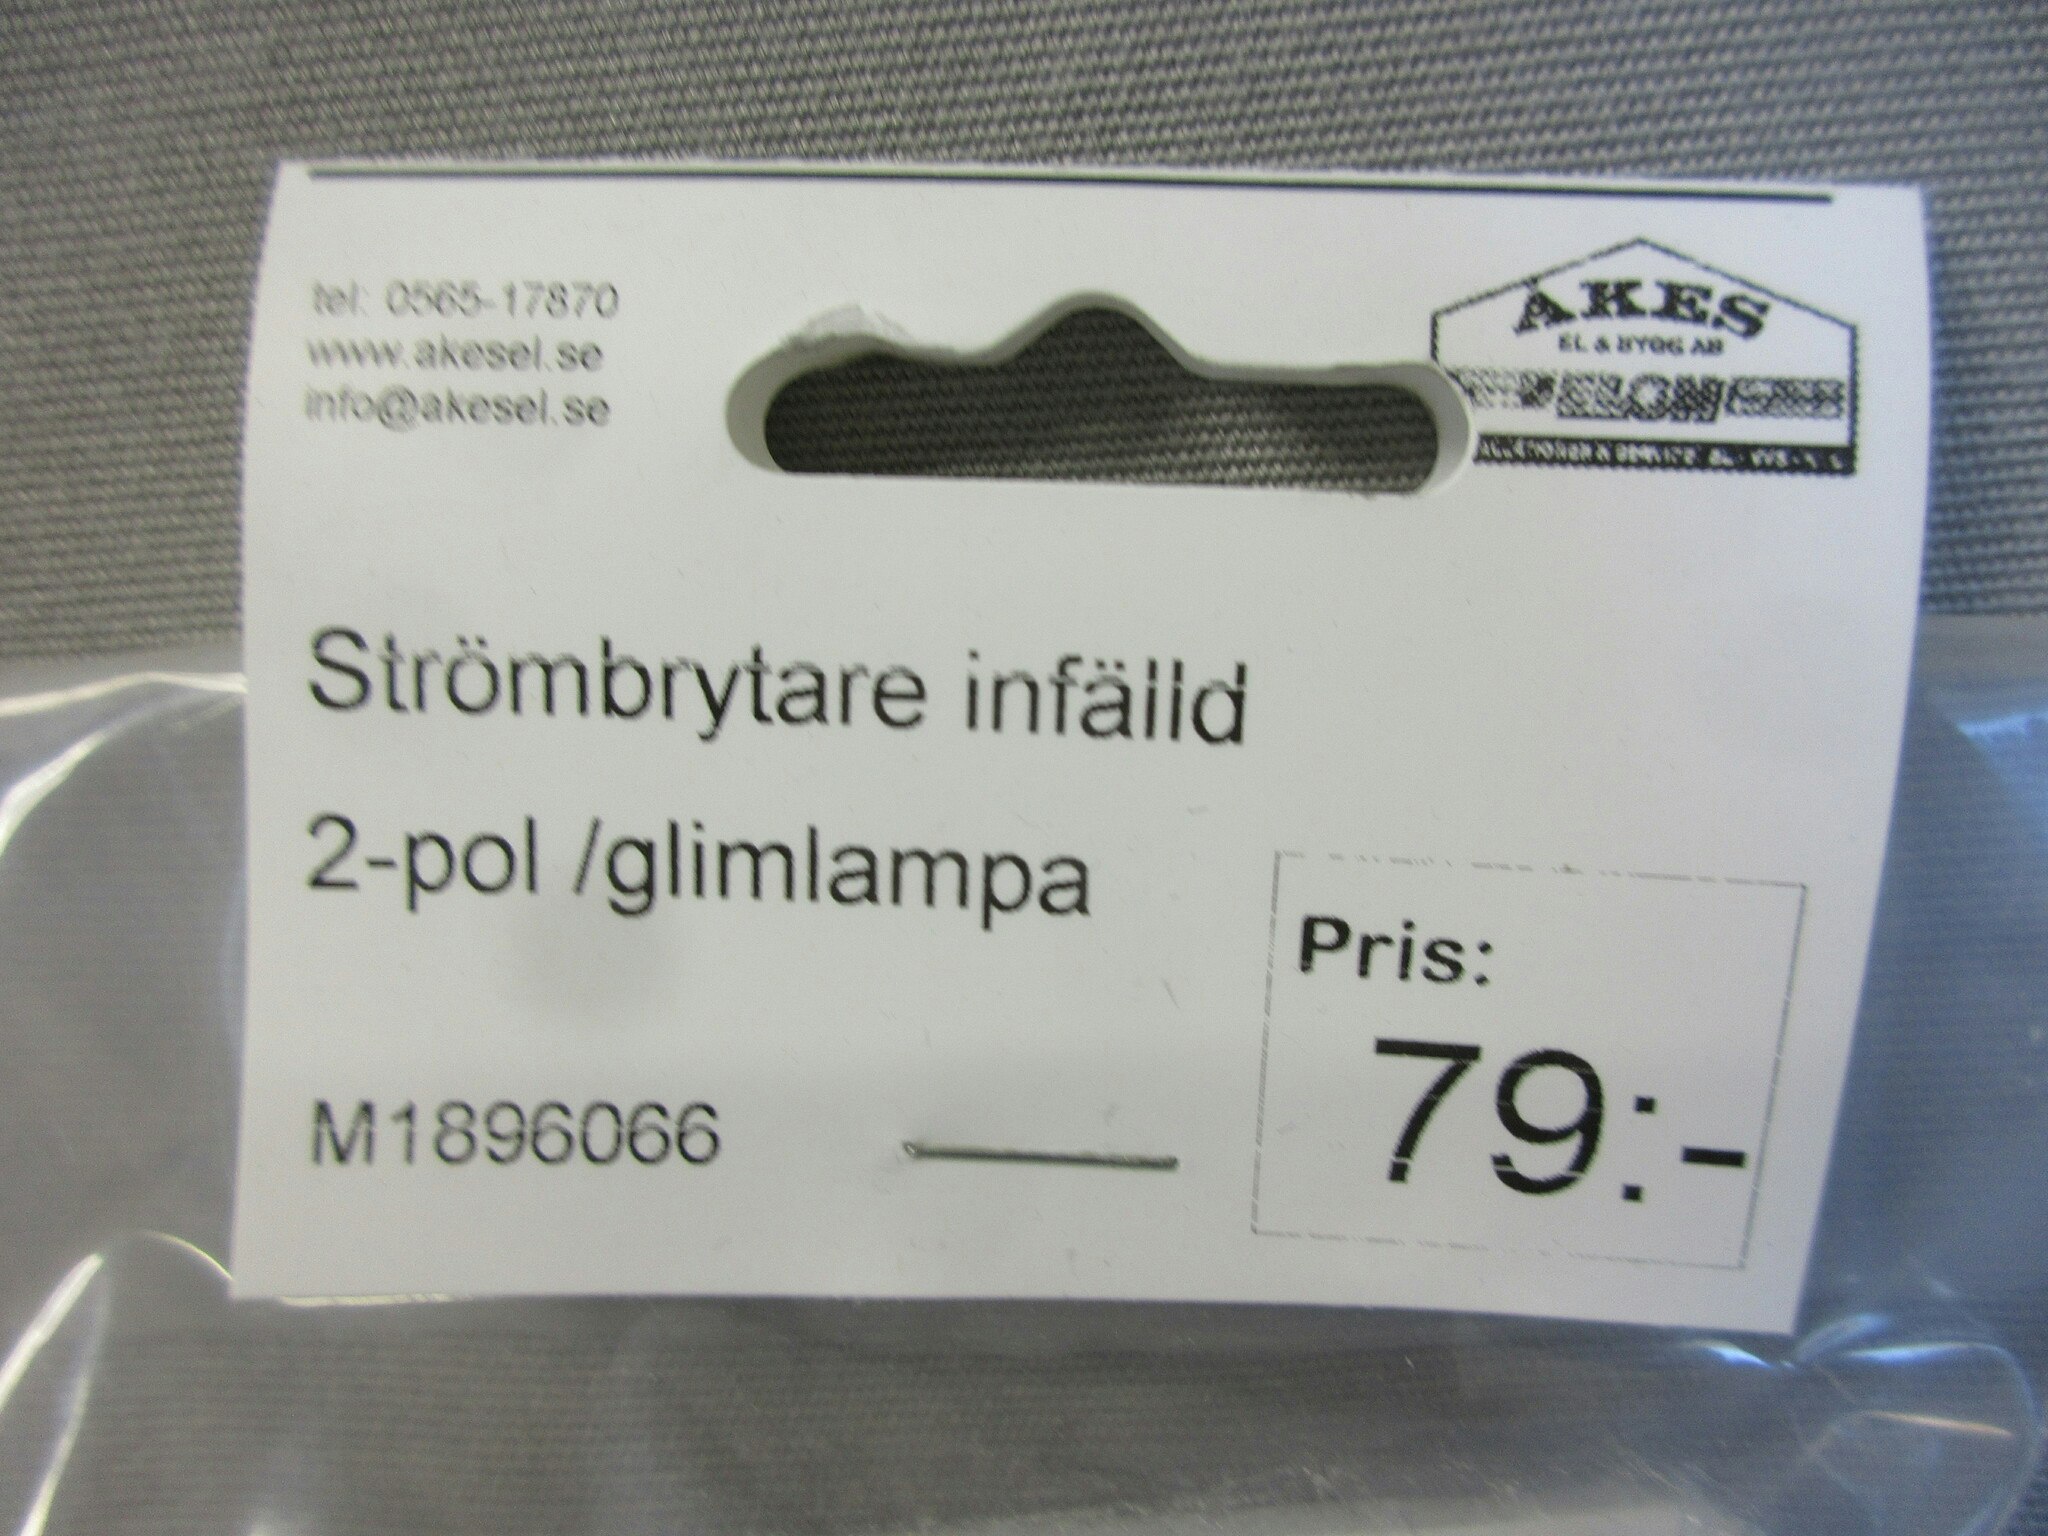 tel: 0565-17870
www.akesel.se
info@akesel.se
ÅKES
EL & BYGG AB
Strömbrytare infälld
2-pol /glimlampa
Pris:
79:-
M1896066